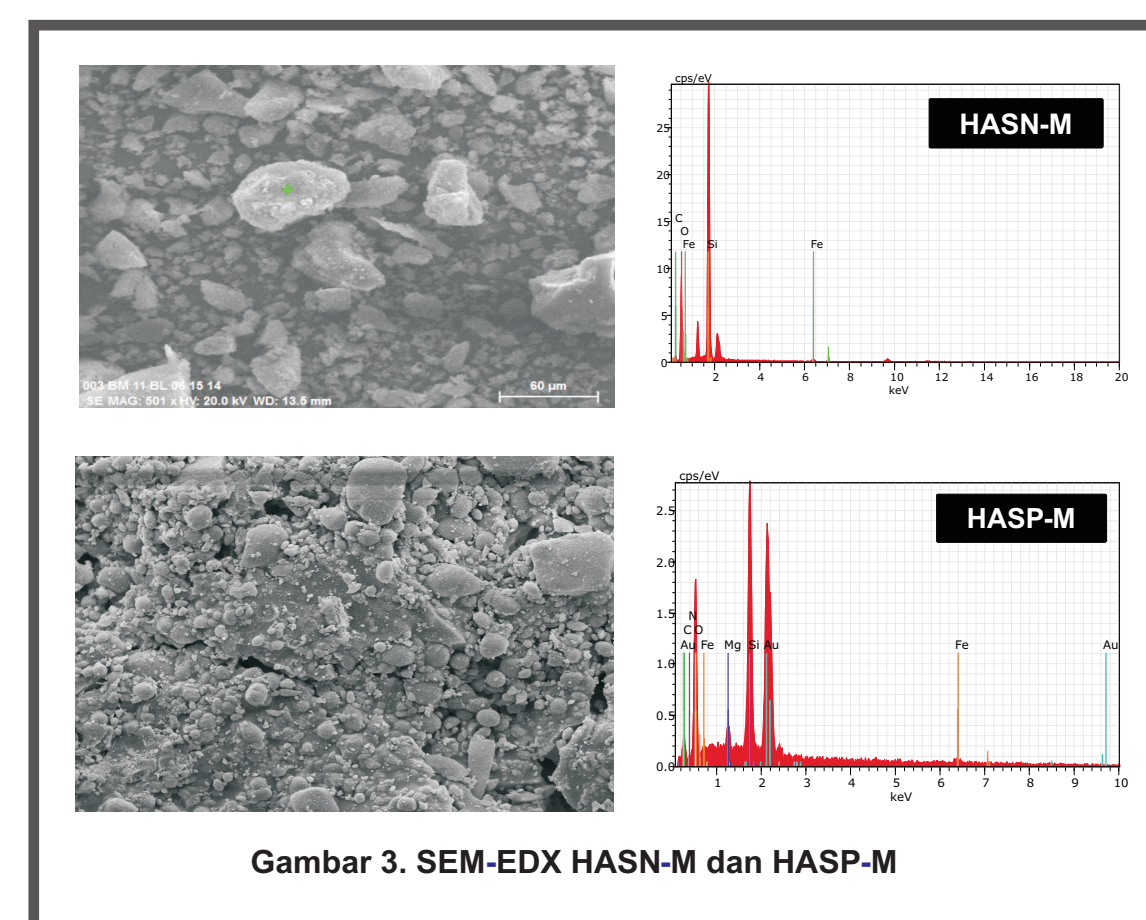 003 BM 11-BL 06 15 14
SE MAG: 501 x HV: 20.0 kV WD: 13.5 mm
60 µm
cps/eV
HASN-M
25
20
15
10
5
0
C
O
Fe Si Fe
2 4 6 8 10 12 14 16 18 20
keV
cps/eV
HASP-M
2.5
2.0
1.5
1.0
0.5
0.0
N
C O
Au Fe Mg Si Au Fe Au
1 2 3 4 5 6 7 8 9 10
keV
Gambar 3. SEM-EDX HASN-M dan HASP-M